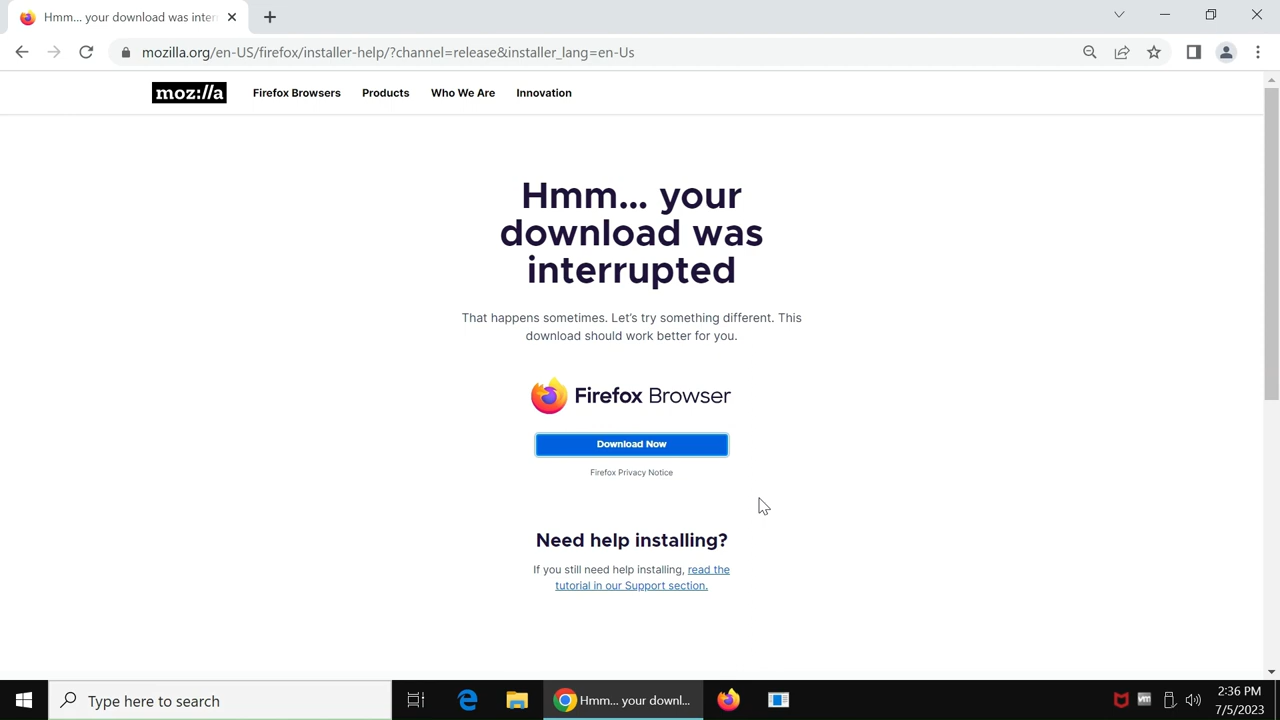 Hmm... your download was inter
mozilla.org/en-US/firefox/installer-help/?channel=release&installer_lang=en-Us
moz://a
Firefox Browsers Products Who We Are Innovation
Hmm... your
download was
interrupted
That happens sometimes. Let's try something different. This
download should work better for you.
Firefox Browser
Download Now
Firefox Privacy Notice
Need help installing?
If you still need help installing, read the
tutorial in our Support section.
Type here to search
Hmm... your downl...
2:36 PM
7/5/2023